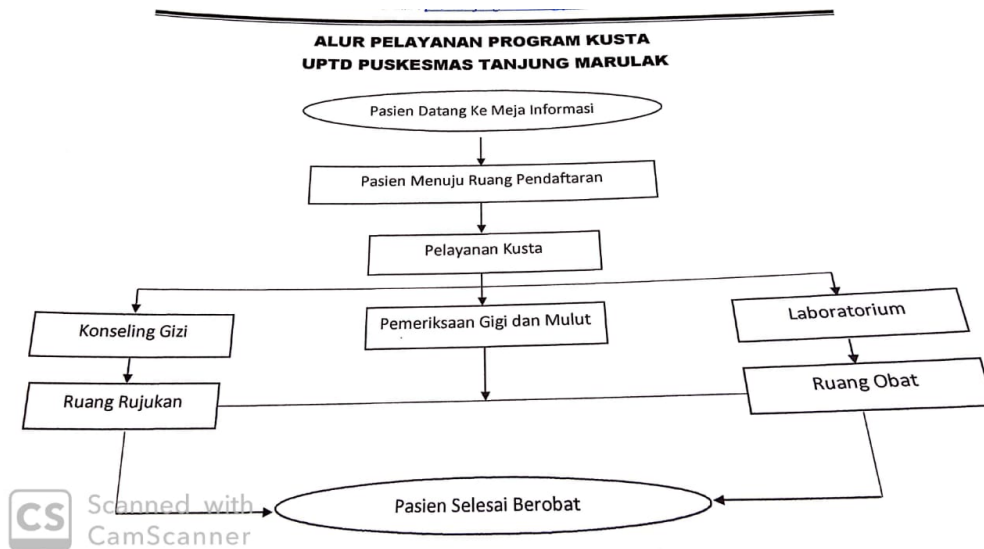 ALUR PELAYANAN PROGRAM KUSTA
UPTD PUSKESMAS TANJUNG MARULAK
Pasien Datang Ke Meja Informasi
Pasien Menuju Ruang Pendaftaran
Pelayanan Kusta
Konseling Gizi
Pemeriksaan Gigi dan Mulut
Laboratorium
Ruang Rujukan
Ruang Obat
Pasien Selesai Berobat
CS
Scanned with
CamScanner